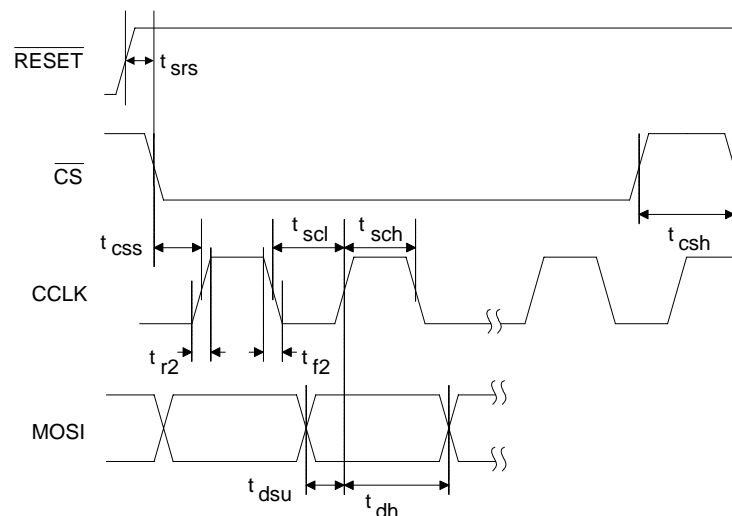 RESET
t srs
CS
t css
t scl
t sch
t csh
CCLK
t r2
t f2
MOSI
t dsu
t dh